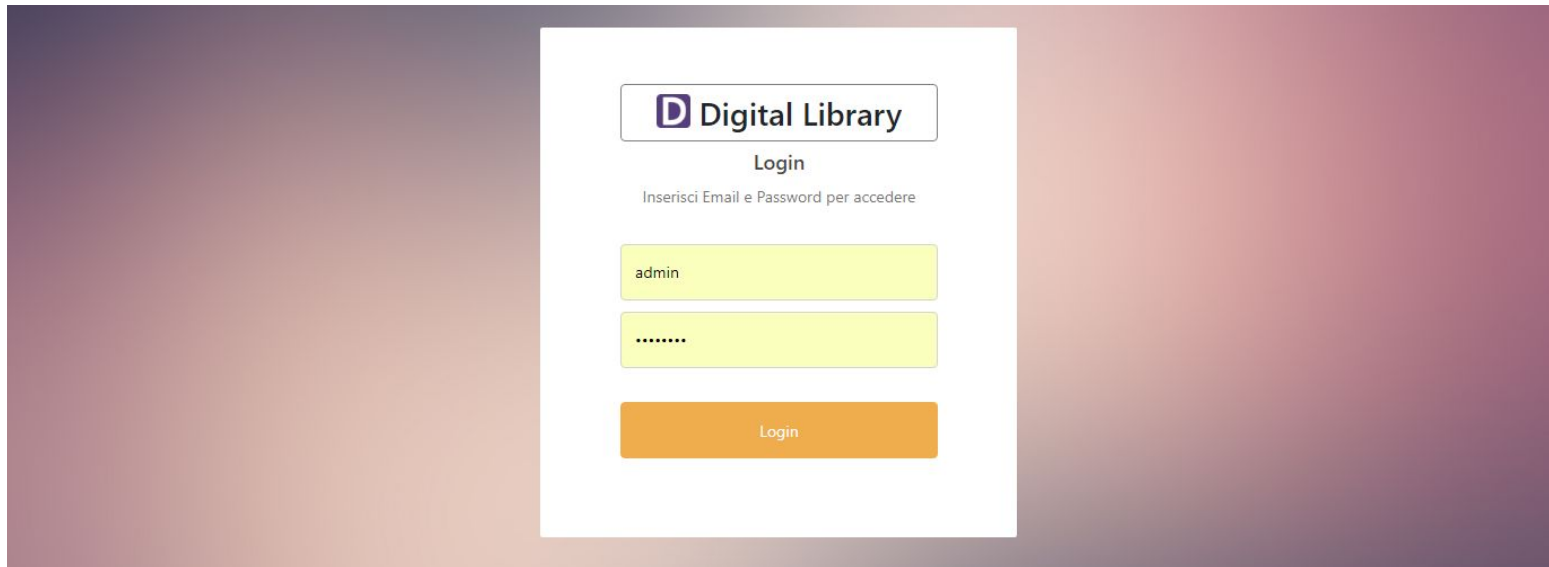 D Digital Library
Login
Inserisci Email e Password per accedere
admin
••••••••
Login